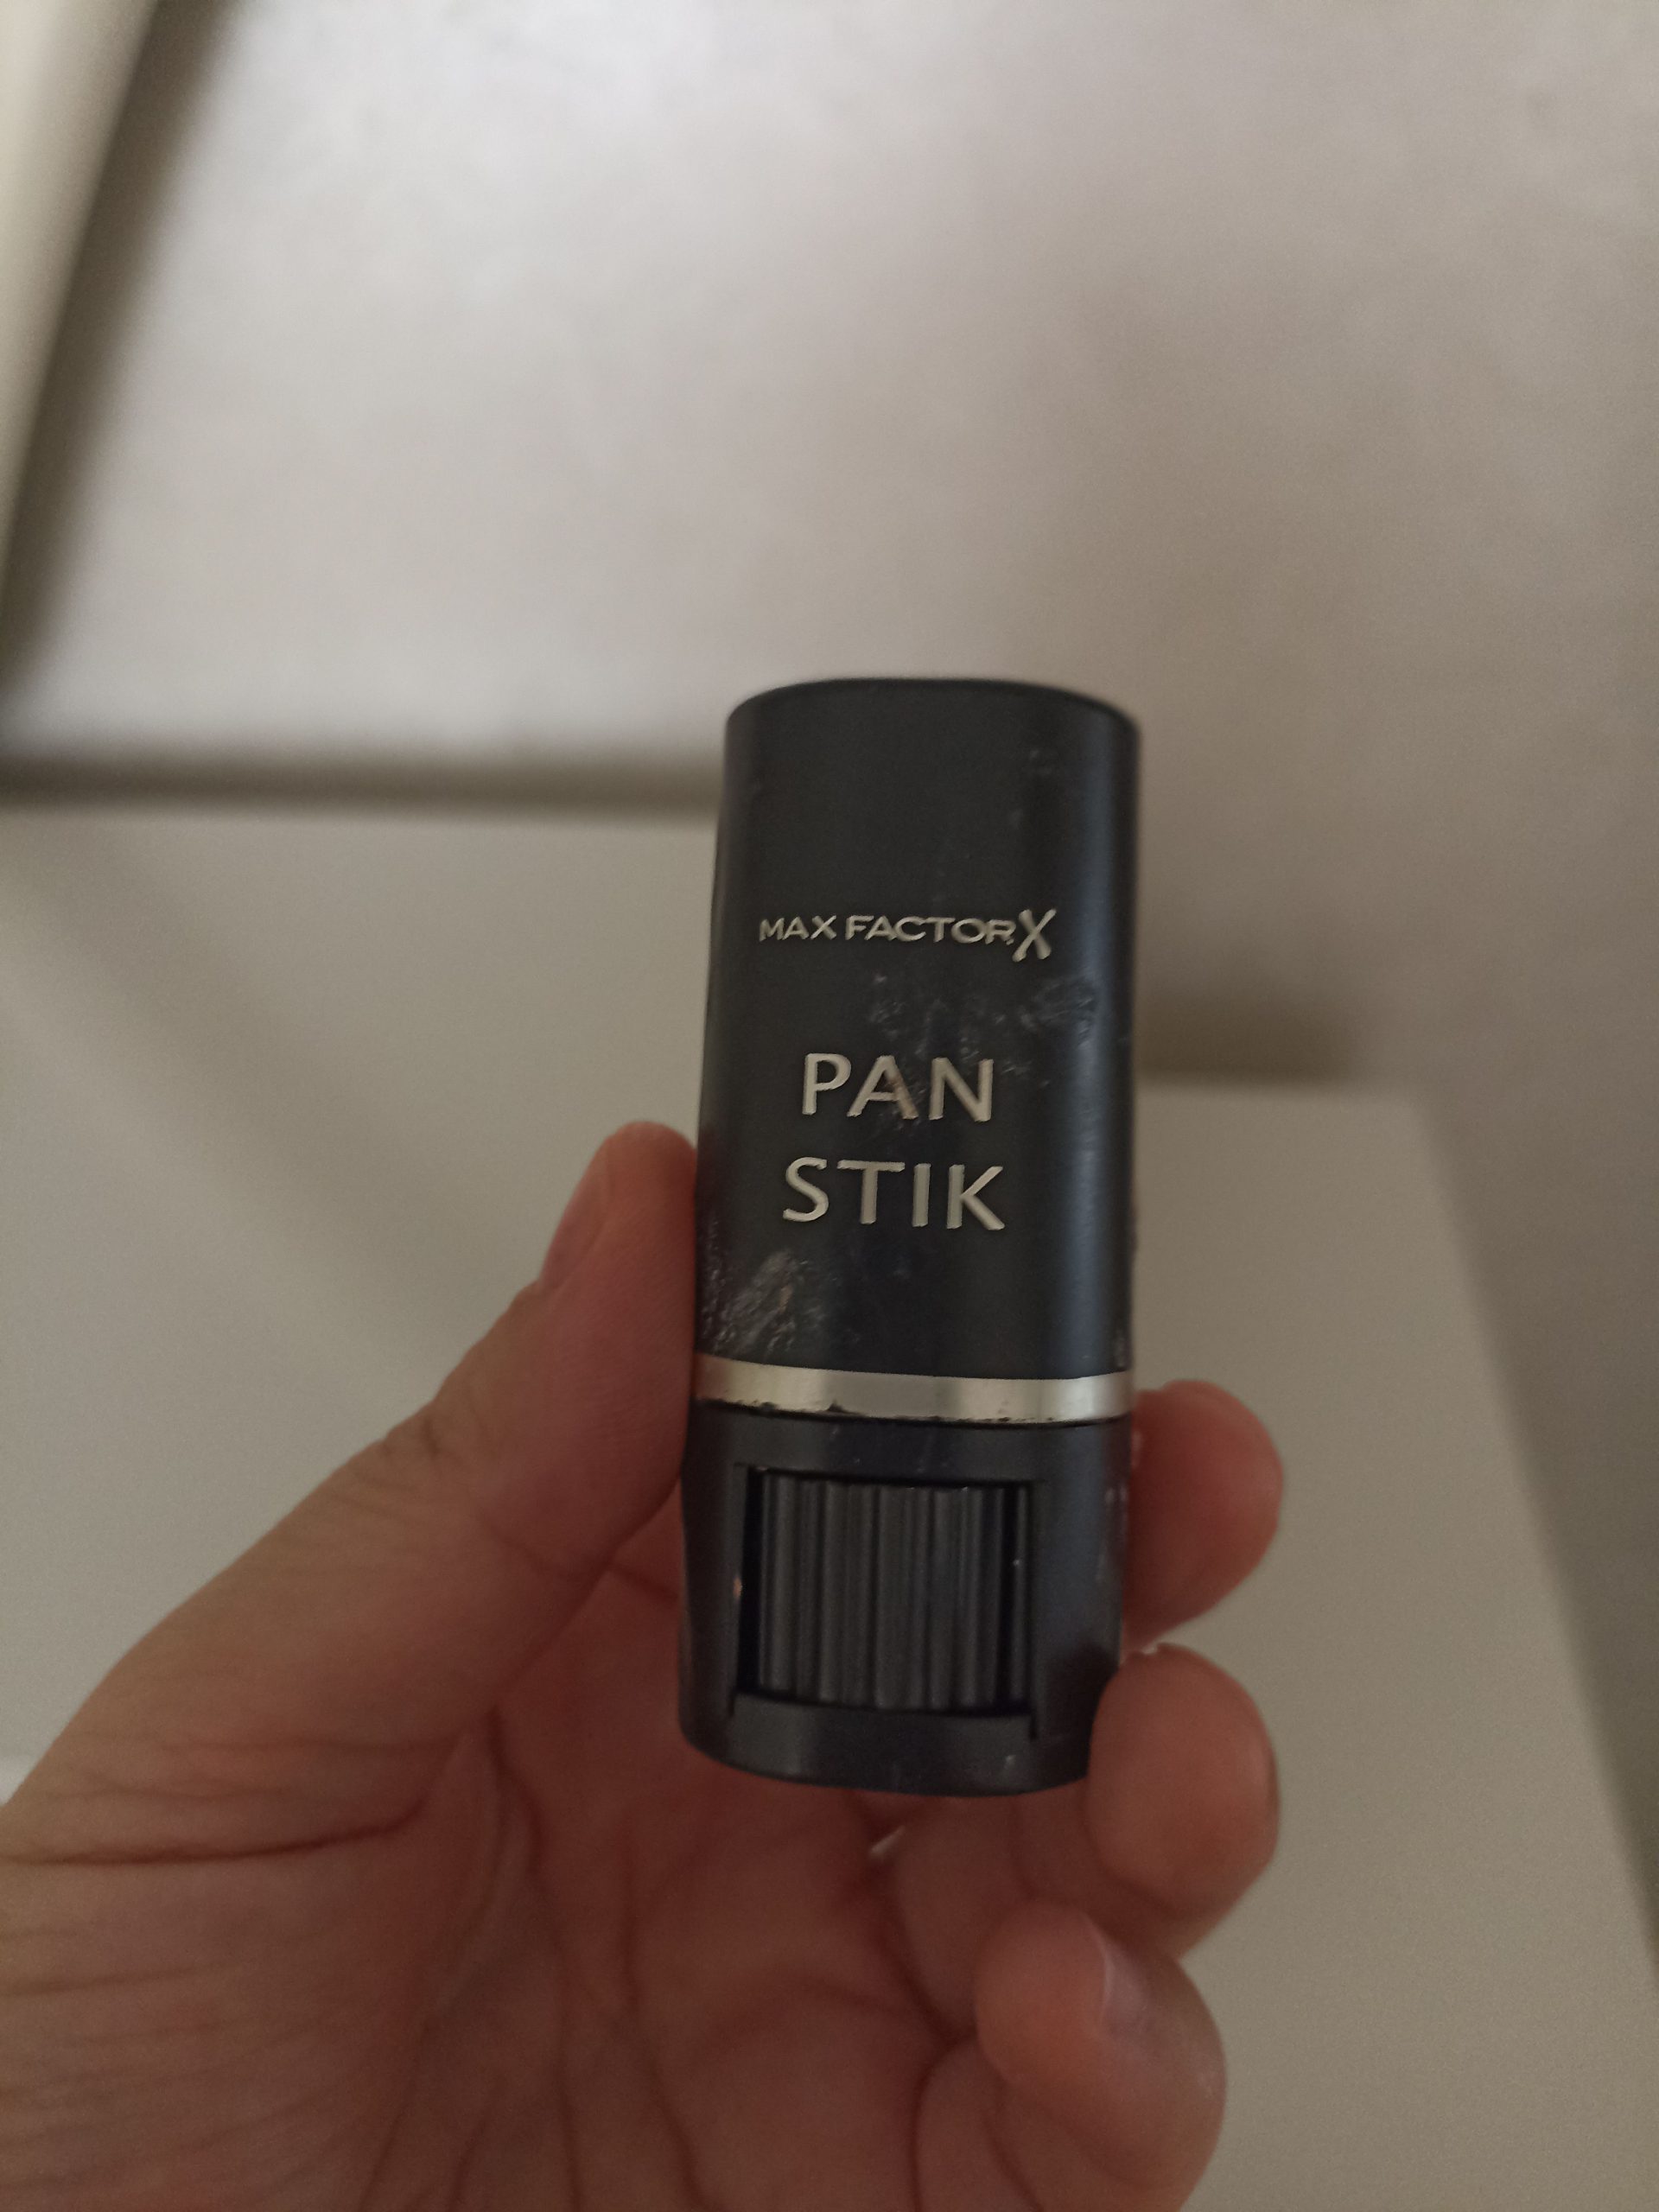 MAX FACTOR X
PAN
STIK